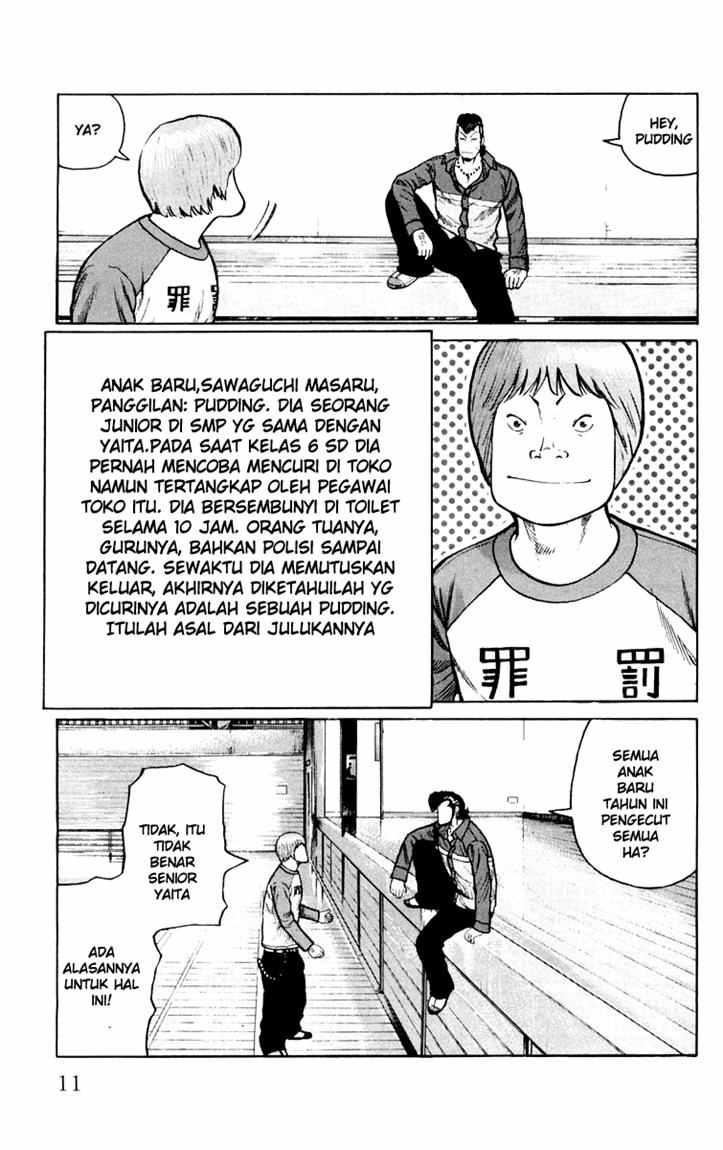 HEY,
PUDDING
YA?
罪 罰
ANAK BARU,SAWAGUCHI MASARU,
PANGGILAN: PUDDING. DIA SEORANG
JUNIOR DI SMP YG SAMA DENGAN
YAITA.PADA SAAT KELAS 6 SD DIA
PERNAH MENCOBA MENCURI DI TOKO
NAMUN TERTANGKAP OLEH PEGAWAI
TOKO ITU. DIA BERSEMBUNYI DI TOILET
SELAMA 10 JAM. ORANG TUANYA,
GURUNYA, BAHKAN POLISI SAMPAI
DATANG. SEWAKTU DIA MEMUTUSKAN
KELUAR, AKHIRNYA DIKETAHUILAH YG
DICURINYA ADALAH SEBUAH PUDDING.
ITULAH ASAL DARI JULUKANNYA
罪 罰
SEMUA
ANAK
BARU
TAHUN INI
PENGECUT
SEMUA
HA?
TIDAK, ITU
TIDAK
BENAR
SENIOR
YAITA
ADA
ALASANNYA
UNTUK HAL
INI!
11